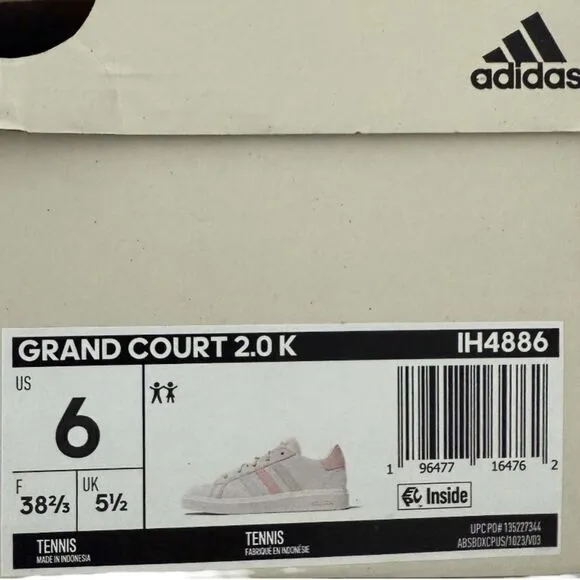 adidas
GRAND COURT 2.0 K IH4886
US
6
F
38⅔
UK
5½
1 96477 16476 2
EPC Inside
TENNIS
MADE IN INDONESIA
TENNIS
FABRIQUÉ EN INDONÉSIE
UPC PO# 135227344
ABSBOXCPUS/1023/V03